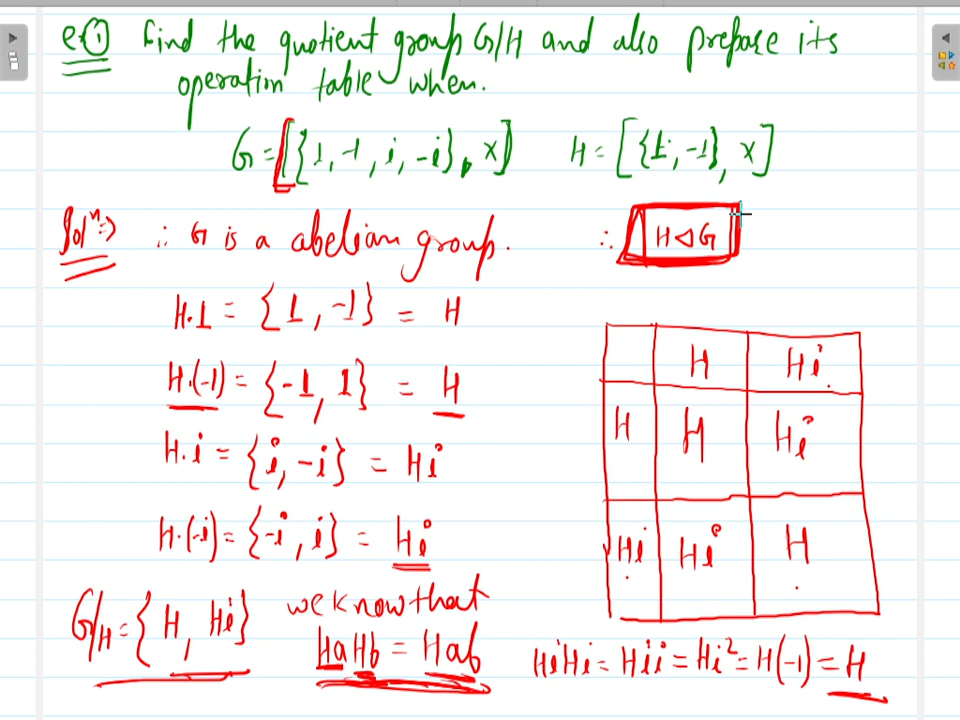 ex① Find the quotient group G/H and also prepare its
operation table when.
G = [{1, -1, i, -i}, x] H = [{1, -1}, x]
Solⁿ⇒ ∴ G is a abelian group. ∴ H◁G
H.1 = {1, -1} = H
H.(-1) = {-1, 1} = H
H.i = {i, -i} = Hi
H.(-i) = {-i, i} = Hi
G/H = {H, Hi} we know that
HaHb = Hab
H Hi
H H Hi
Hi Hi H
HiHi = Hii = Hi² = H(-1) = H